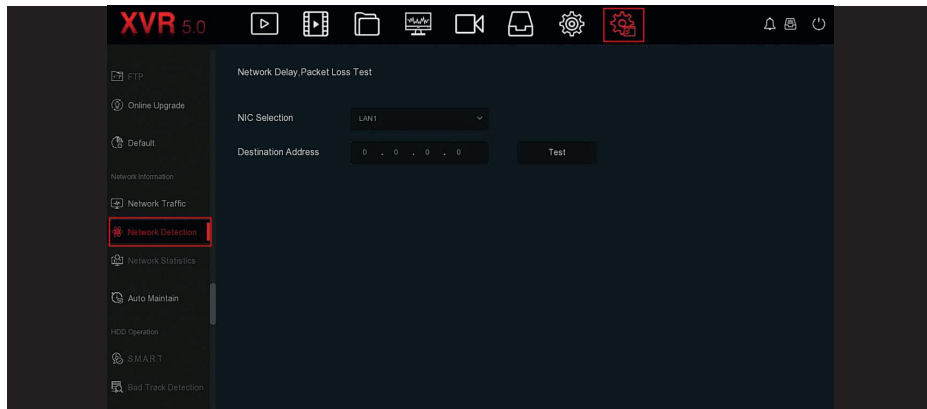 XVR 5.0
FTP
Online Upgrade
Default
Network Information
Network Traffic
Network Detection
Network Statistics
Auto Maintain
HDD Operation
S.M.A.R.T
Bad Track Detection
Network Delay,Packet Loss Test
NIC Selection LAN1
Destination Address 0 . 0 . 0 . 0 Test